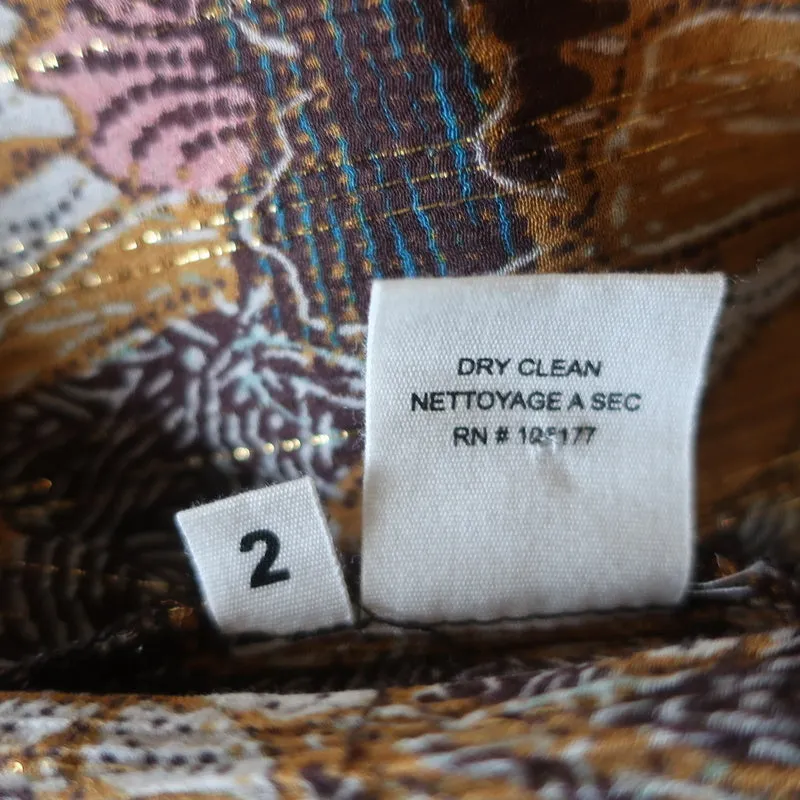 DRY CLEAN
NETTOYAGE A SEC
RN #
2